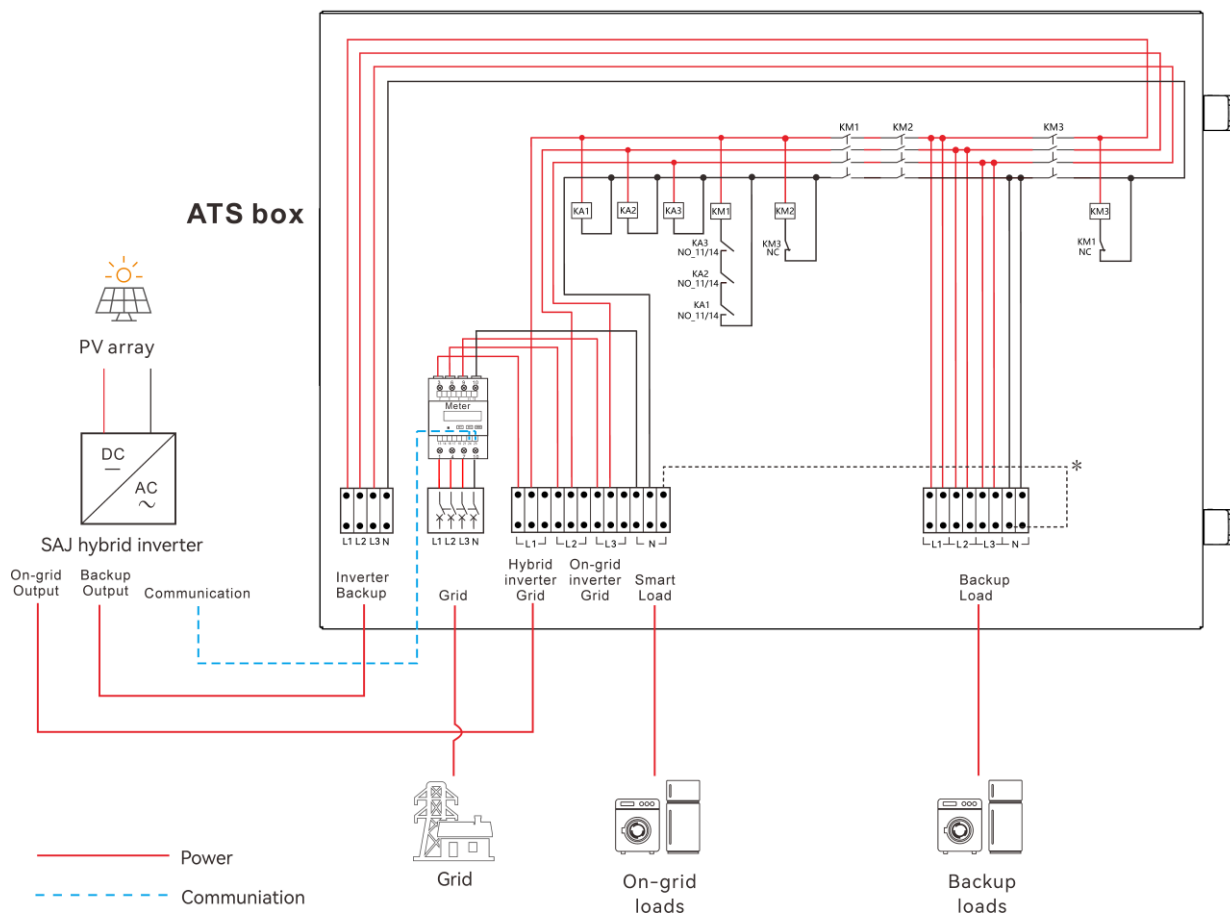 ATS box
KM1
KM2
KM3
KA1
KA2
KA3
KM1
KM2
KM3
KA3
NO_11/14
KM3
NC
KM1
NC
KA2
NO_11/14
KA1
NO_11/14
PV array
Meter
DC
AC
SAJ hybrid inverter
L1 L2 L3 N
L1 L2 L3 N
L1
L2
L3
N
L1
L2
L3
N
*
On-grid
Output
Backup
Output
Communication
Inverter
Backup
Grid
Hybrid
inverter
Grid
On-grid
inverter
Grid
Smart
Load
Backup
Load
Grid
On-grid
loads
Backup
loads
Power
Communiation